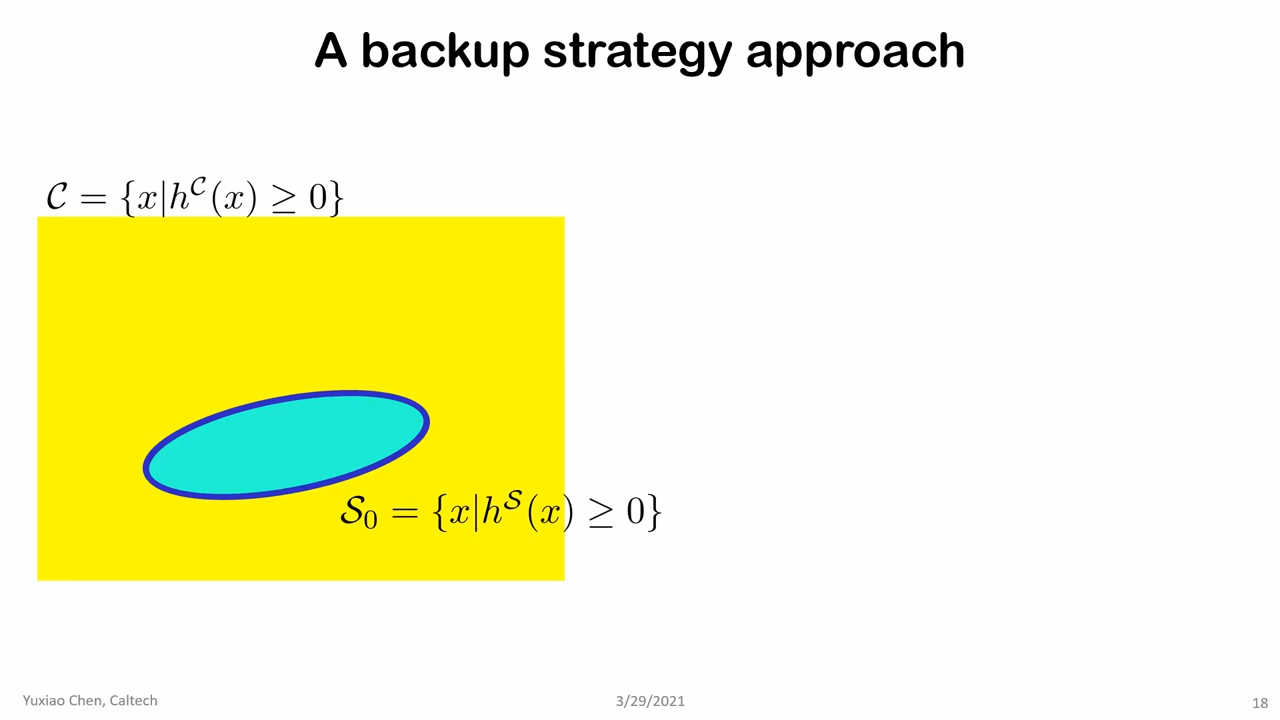 A backup strategy approach
𝒞 = {x|h^𝒞(x) ≥ 0}
𝒮₀ = {x|h^𝒮(x) ≥ 0}
Yuxiao Chen, Caltech
3/29/2021
18